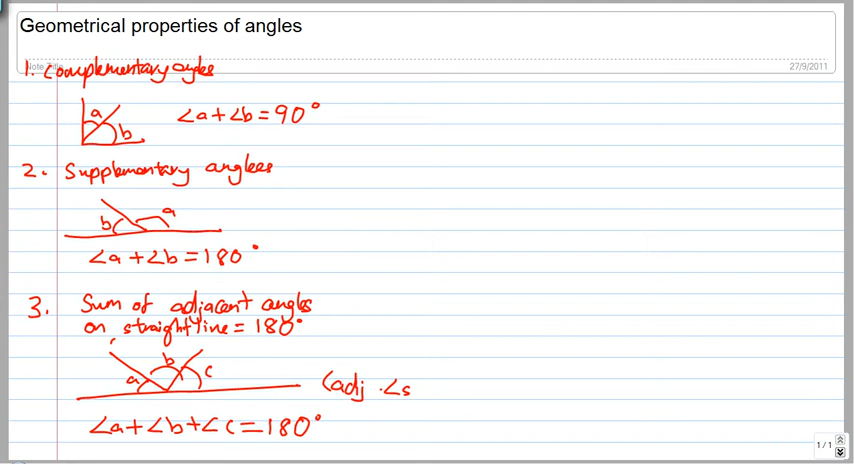 Geometrical properties of angles
Note Title
27/9/2011
1. Complementary angles
a
b
∠a + ∠b = 90°
2. Supplementary anglees
b
a
∠a + ∠b = 180°
3. Sum of adjacent angles
on straight line = 180°
a
b
c
(adj. ∠s
∠a + ∠b + ∠c = 180°
1/1